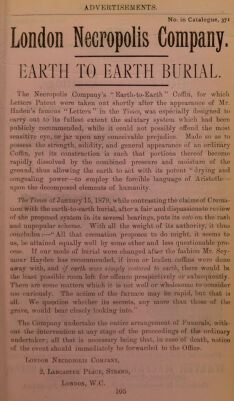 ADVERTISEMENTS.
No. in Catalogue, 371
London Necropolis Company.
EARTH TO EARTH BURIAL.
The Necropolis Company's "Earth-to-Earth" Coffin, for which
Letters Patent were taken out shortly after the appearance of Mr.
Haden's famous "Letters" in the Times, was especially designed to
carry out to its fullest extent the salutary system which had been
publicly recommended, while it could not possibly offend the most
sensitive eye, or jar upon any conceivable prejudice. Made so as to
possess the strength, solidity, and general appearance of an ordinary
Coffin, yet its construction is such that portions thereof become
rapidly dissolved by the combined pressure and moisture of the
ground, thus allowing the earth to act with its potent "drying and
congealing power—to employ the forcible language of Aristotle—
upon the decomposed elements of humanity.
The Times of January 15, 1879, while contrasting the claims of Crema-
tion with the earth-to-earth burial, after a fair and dispassionate review
of the proposed system in its several bearings, puts its veto on the rash
and unpopular scheme. With all the weight of its authority, it thus
concludes:—"All that cremation proposes to do might, it seems to
us, be attained equally well by some other and less questionable pro-
cess. If our mode of burial were changed after the fashion Mr. Sey-
mour Hayden has recommended, if iron or leaden coffins were done
away with, and if earth were simply restored to earth, there would be
the least possible room left for offence prospectively or subsequently.
There are some matters which it is not well or wholesome to consider
too curiously. The action of the furnace may be rapid, but that is
all. We question whether its secrets, any more than those of the
grave, would bear closely looking into."
The Company undertake the entire arrangement of Funerals, with-
out the intervention at any stage of the proceedings of the ordinary
undertaker; all that is necessary being that, in case of death, notice
of the event should immediately be forwarded to the Office.
London Necropolis Company,
2, Lancaster Place, Strand,
London, W.C.
105